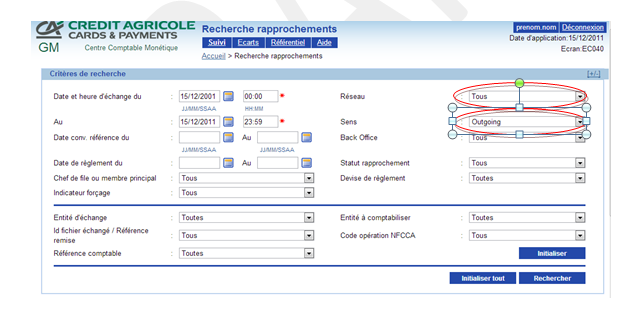 CREDIT AGRICOLE
CARDS & PAYMENTS
GM Centre Comptable Monétique
Recherche rapprochements
Suivi Ecarts Référentiel Aide
Accueil > Recherche rapprochements
prenom.nom Déconnexion
Date d'application:15/12/2011
Ecran:EC040
Critères de recherche [+/-]
Date et heure d'échange du : 15/12/2001 00:00 * Réseau : Tous
JJ/MM/SSAA HH:MM
Au : 15/12/2011 23:59 * Sens : Outgoing
Date conv. référence du : Au Back Office : Tous
JJ/MM/SSAA JJ/MM/SSAA
Date de règlement du : Au Statut rapprochement : Tous
Chef de file ou membre principal : Tous Devise de règlement : Toutes
Indicateur forçage : Tous
Entité d'échange : Toutes Entité à comptabiliser : Toutes
Id fichier échangé / Référence remise : Tous Code opération NFCCA : Tous
Référence comptable : Toutes Initialiser
Initialiser tout Rechercher